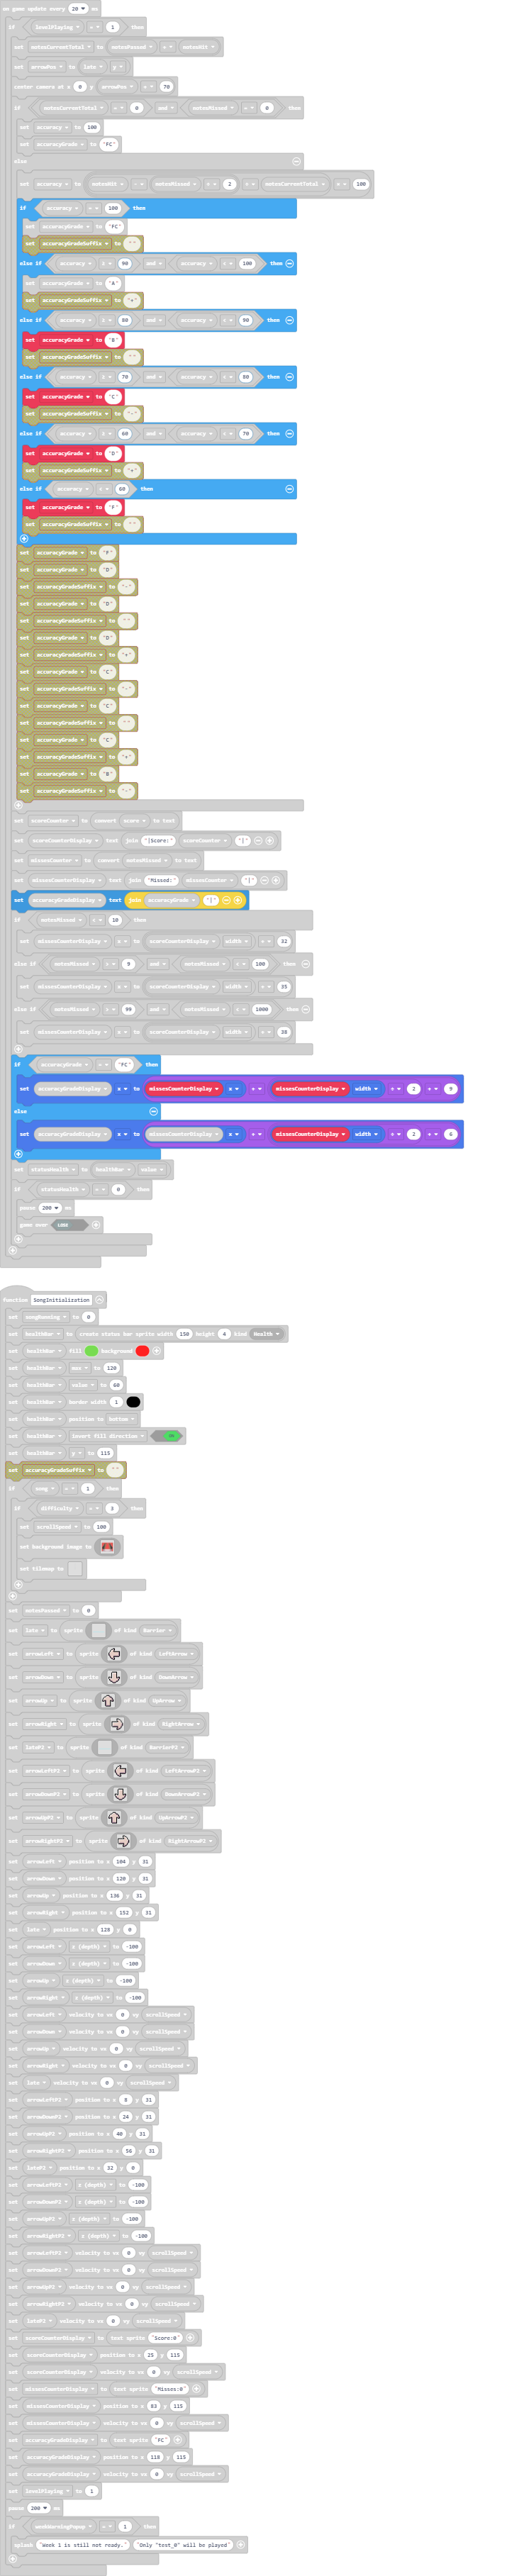 on game update every 20 ms
if levelPlaying = 1 then
set notesCurrentTotal to notesPassed + notesHit
set arrowPos to late y
center camera at x 0 y arrowPos + 70
if notesCurrentTotal = 0 and notesMissed = 0 then
set accuracy to 100
set accuracyGrade to "FC"
else
set accuracy to notesHit - notesMissed ÷ 2 ÷ notesCurrentTotal × 100
if accuracy = 100 then
set accuracyGrade to "FC"
set accuracyGradeSuffix to ""
else if accuracy ≥ 90 and accuracy < 100 then
set accuracyGrade to "A"
set accuracyGradeSuffix to "+"
else if accuracy ≥ 80 and accuracy < 90 then
set accuracyGrade to "B"
set accuracyGradeSuffix to ""
else if accuracy ≥ 70 and accuracy < 80 then
set accuracyGrade to "C"
set accuracyGradeSuffix to "-"
else if accuracy ≥ 60 and accuracy < 70 then
set accuracyGrade to "D"
set accuracyGradeSuffix to "+"
else if accuracy < 60 then
set accuracyGrade to "F"
set accuracyGradeSuffix to ""
set accuracyGrade to "F"
set accuracyGrade to "D"
set accuracyGradeSuffix to "-"
set accuracyGrade to "D"
set accuracyGradeSuffix to ""
set accuracyGrade to "D"
set accuracyGradeSuffix to "+"
set accuracyGrade to "C"
set accuracyGradeSuffix to "-"
set accuracyGrade to "C"
set accuracyGradeSuffix to ""
set accuracyGrade to "C"
set accuracyGradeSuffix to "+"
set accuracyGrade to "B"
set accuracyGradeSuffix to "-"
set scoreCounter to convert score to text
set scoreCounterDisplay text join "|Score:" scoreCounter "|"
set missesCounter to convert notesMissed to text
set missesCounterDisplay text join "Missed:" missesCounter "|"
set accuracyGradeDisplay text join accuracyGrade "|"
if notesMissed < 10 then
set missesCounterDisplay x to scoreCounterDisplay width + 32
else if notesMissed > 9 and notesMissed < 100 then
set missesCounterDisplay x to scoreCounterDisplay width + 35
else if notesMissed > 99 and notesMissed < 1000 then
set missesCounterDisplay x to scoreCounterDisplay width + 38
if accuracyGrade = "FC" then
set accuracyGradeDisplay x to missesCounterDisplay x + missesCounterDisplay width ÷ 2 + 9
else
set accuracyGradeDisplay x to missesCounterDisplay x + missesCounterDisplay width ÷ 2 + 6
set statusHealth to healthBar value
if statusHealth = 0 then
pause 200 ms
game over LOSE
function SongInitialization
set songRunning to 0
set healthBar to create status bar sprite width 150 height 4 kind Health
set healthBar fill background
set healthBar max to 120
set healthBar value to 60
set healthBar border width 1
set healthBar position to bottom
set healthBar invert fill direction ON
set healthBar y to 115
set accuracyGradeSuffix to ""
if song = 1 then
if difficulty = 3 then
set scrollSpeed to 100
set background image to
set tilemap to
set notesPassed to 0
set late to sprite of kind Barrier
set arrowLeft to sprite of kind LeftArrow
set arrowDown to sprite of kind DownArrow
set arrowUp to sprite of kind UpArrow
set arrowRight to sprite of kind RightArrow
set lateP2 to sprite of kind BarrierP2
set arrowLeftP2 to sprite of kind LeftArrowP2
set arrowDownP2 to sprite of kind DownArrowP2
set arrowUpP2 to sprite of kind UpArrowP2
set arrowRightP2 to sprite of kind RightArrowP2
set arrowLeft position to x 104 y 31
set arrowDown position to x 120 y 31
set arrowUp position to x 136 y 31
set arrowRight position to x 152 y 31
set late position to x 128 y 0
set arrowLeft z (depth) to -100
set arrowDown z (depth) to -100
set arrowUp z (depth) to -100
set arrowRight z (depth) to -100
set arrowLeft velocity to vx 0 vy scrollSpeed
set arrowDown velocity to vx 0 vy scrollSpeed
set arrowUp velocity to vx 0 vy scrollSpeed
set arrowRight velocity to vx 0 vy scrollSpeed
set late velocity to vx 0 vy scrollSpeed
set arrowLeftP2 position to x 8 y 31
set arrowDownP2 position to x 24 y 31
set arrowUpP2 position to x 40 y 31
set arrowRightP2 position to x 56 y 31
set lateP2 position to x 32 y 0
set arrowLeftP2 z (depth) to -100
set arrowDownP2 z (depth) to -100
set arrowUpP2 z (depth) to -100
set arrowRightP2 z (depth) to -100
set arrowLeftP2 velocity to vx 0 vy scrollSpeed
set arrowDownP2 velocity to vx 0 vy scrollSpeed
set arrowUpP2 velocity to vx 0 vy scrollSpeed
set arrowRightP2 velocity to vx 0 vy scrollSpeed
set lateP2 velocity to vx 0 vy scrollSpeed
set scoreCounterDisplay to text sprite "Score:0"
set scoreCounterDisplay position to x 25 y 115
set scoreCounterDisplay velocity to vx 0 vy scrollSpeed
set missesCounterDisplay to text sprite "Misses:0"
set missesCounterDisplay position to x 83 y 115
set missesCounterDisplay velocity to vx 0 vy scrollSpeed
set accuracyGradeDisplay to text sprite "FC"
set accuracyGradeDisplay position to x 118 y 115
set accuracyGradeDisplay velocity to vx 0 vy scrollSpeed
set levelPlaying to 1
pause 200 ms
if weekWarningPopup = 1 then
splash "Week 1 is still not ready." "Only "test_0" will be played"